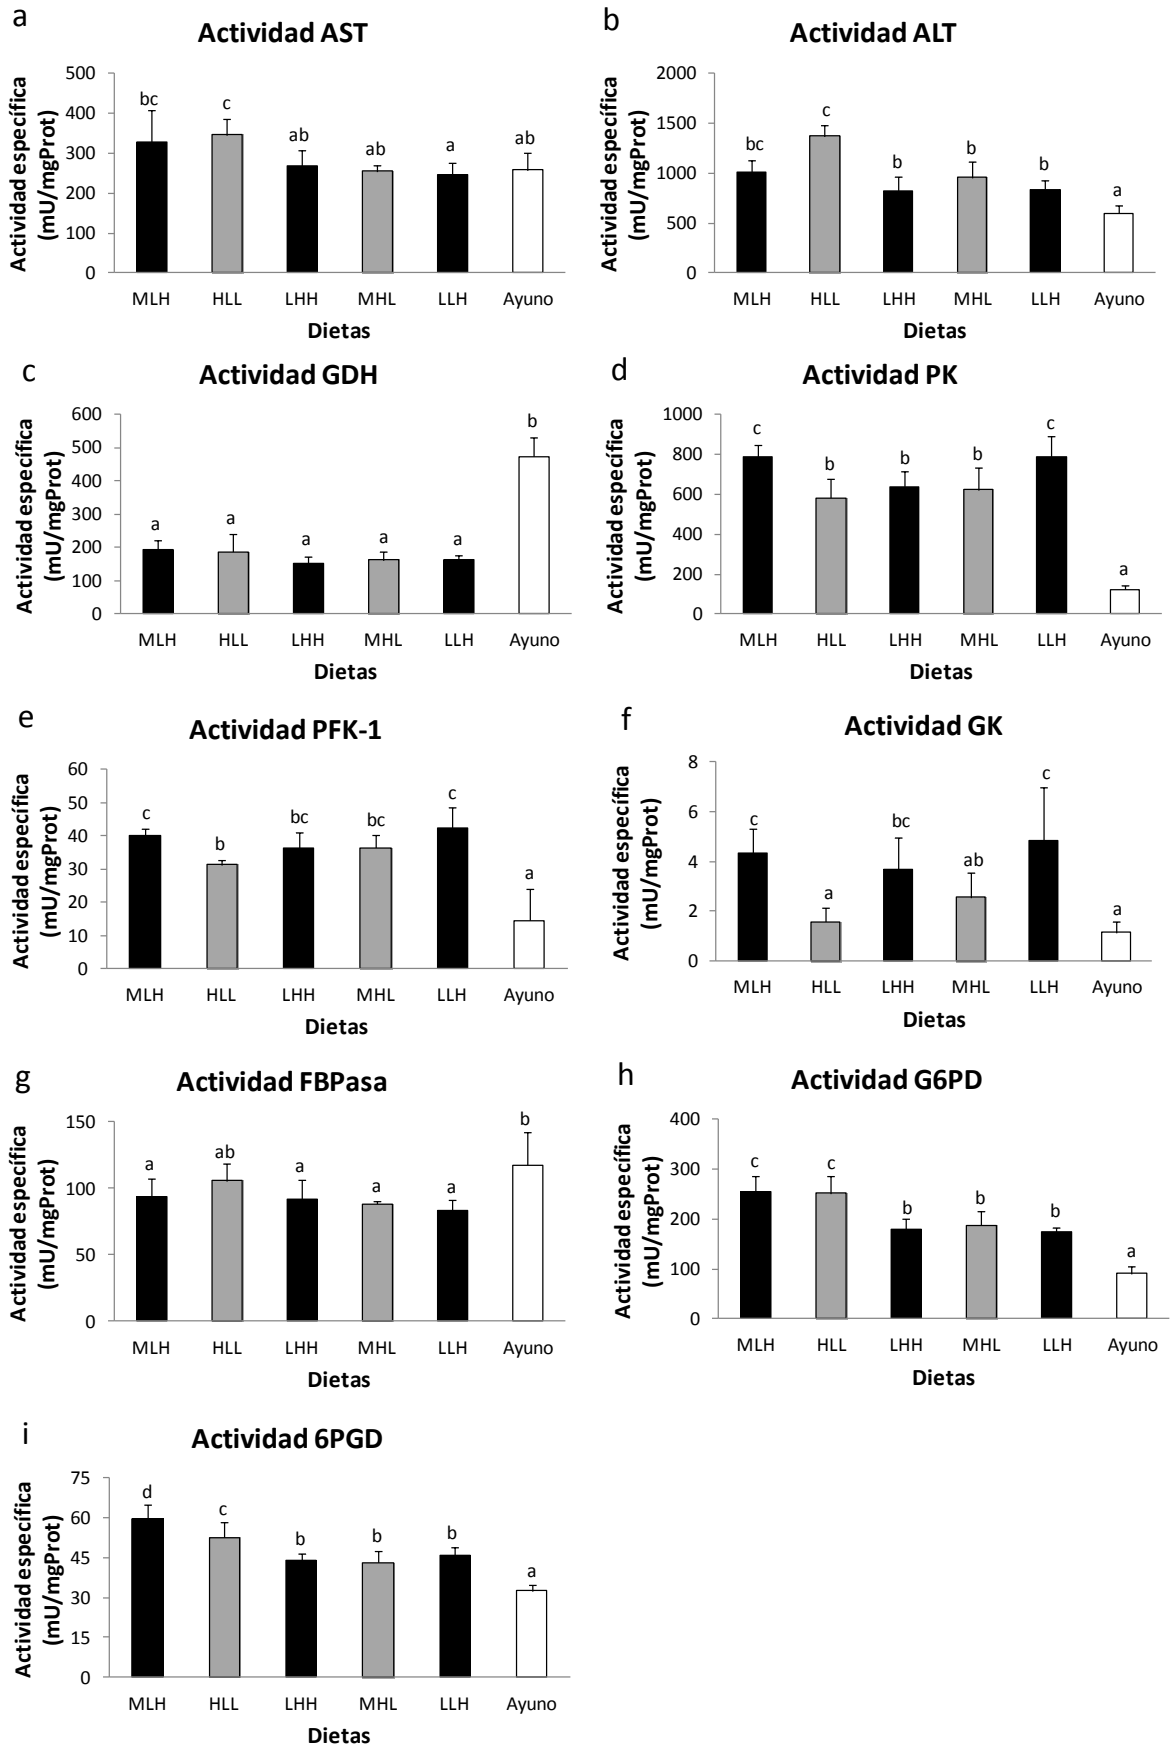 a
Actividad AST
Actividad específica
(mU/mgProt)
500
400
300
200
100
0
bc
c
ab
ab
a
ab
MLH HLL LHH MHL LLH Ayuno
Dietas
b
Actividad ALT
Actividad específica
(mU/mgProt)
2000
1500
1000
500
0
bc
c
b
b
b
a
MLH HLL LHH MHL LLH Ayuno
Dietas
c
Actividad GDH
Actividad específica
(mU/mgProt)
600
500
400
300
200
100
0
a
a
a
a
a
b
MLH HLL LHH MHL LLH Ayuno
Dietas
d
Actividad PK
Actividad específica
(mU/mgProt)
1000
800
600
400
200
0
c
b
b
b
c
a
MLH HLL LHH MHL LLH Ayuno
Dietas
e
Actividad PFK-1
Actividad específica
(mU/mgProt)
60
50
40
30
20
10
0
c
b
bc
bc
c
a
MLH HLL LHH MHL LLH Ayuno
Dietas
f
Actividad GK
Actividad específica
(mU/mgProt)
8
6
4
2
0
c
a
bc
ab
c
a
MLH HLL LHH MHL LLH Ayuno
Dietas
g
Actividad FBPasa
Actividad específica
(mU/mgProt)
150
100
50
0
a
ab
a
a
a
b
MLH HLL LHH MHL LLH Ayuno
Dietas
h
Actividad G6PD
Actividad específica
(mU/mgProt)
400
300
200
100
0
c
c
b
b
b
a
MLH HLL LHH MHL LLH Ayuno
Dietas
i
Actividad 6PGD
Actividad específica
(mU/mgProt)
75
60
45
30
15
0
d
c
b
b
b
a
MLH HLL LHH MHL LLH Ayuno
Dietas